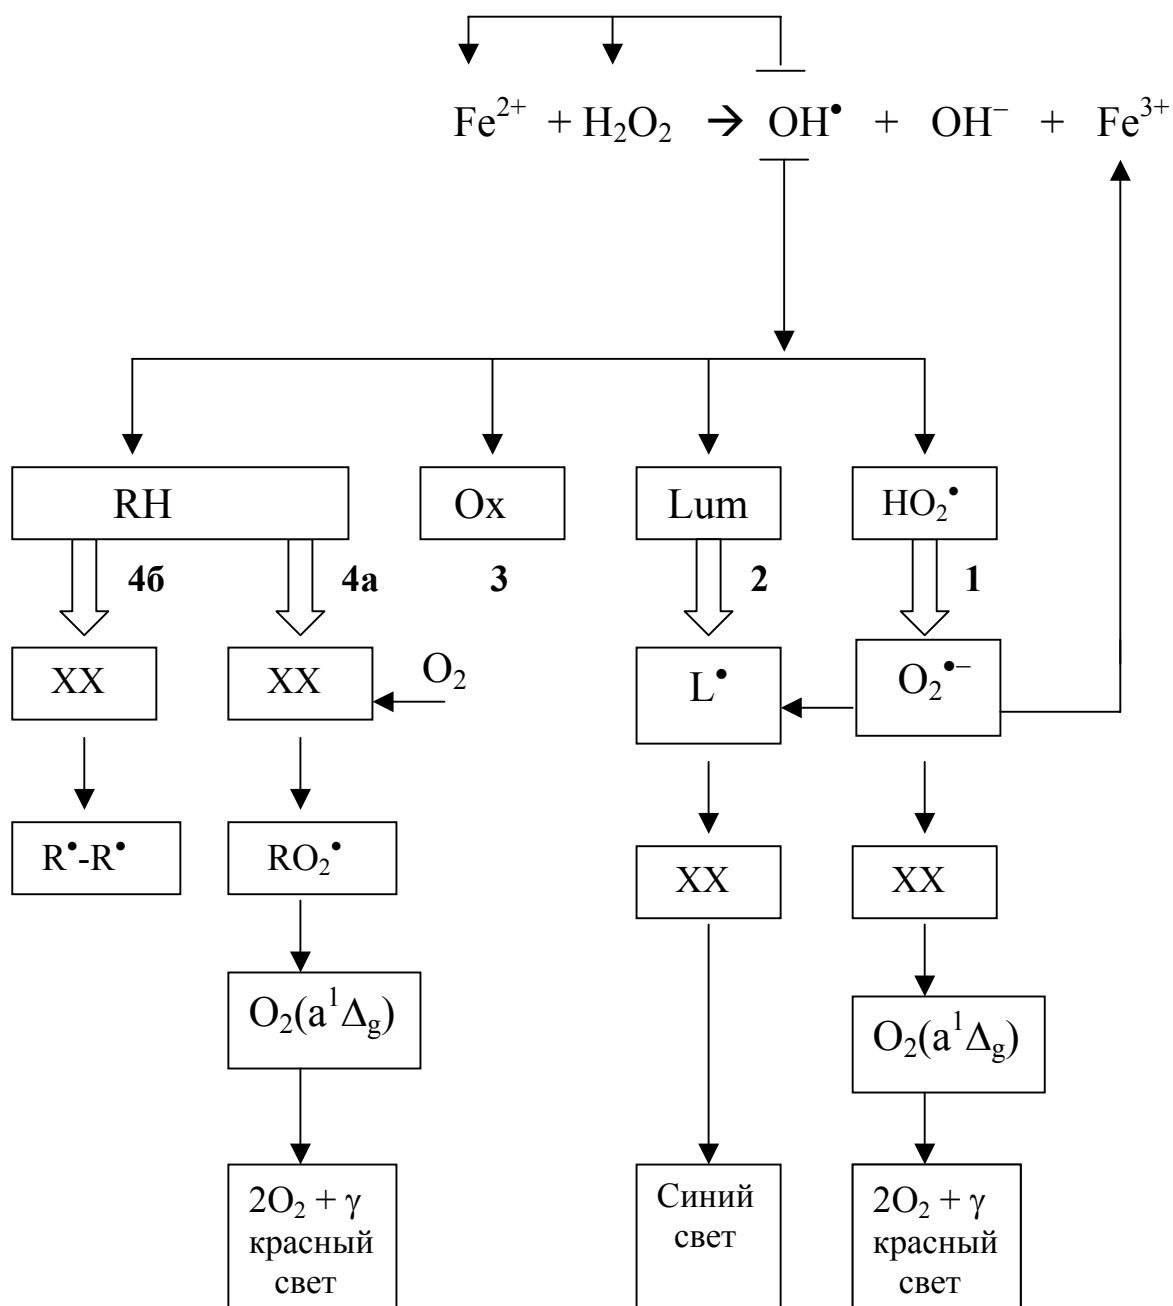 Fe²⁺ + H₂O₂ → OH• + OH⁻ + Fe³⁺
RH
Ox
Lum
HO₂•
4б
4а
3
2
1
XX
XX
O₂
L•
O₂•⁻
R•-R•
RO₂•
XX
XX
O₂(a¹Δg)
O₂(a¹Δg)
2O₂ + γ
красный
свет
Синий
свет
2O₂ + γ
красный
свет